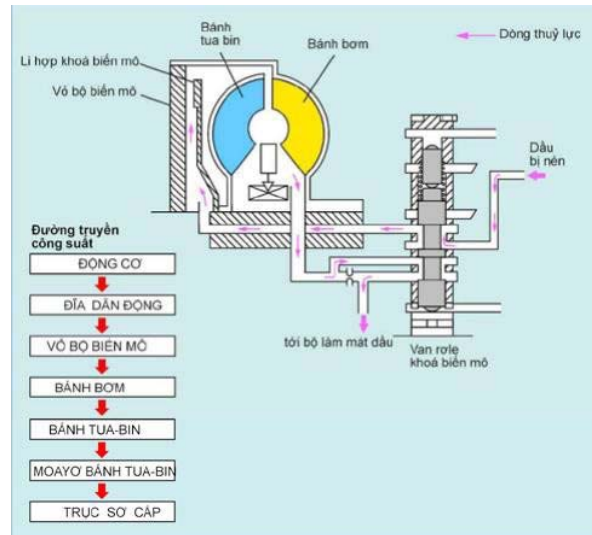 Bánh
tua bin
Bánh bơm
Dòng thuỷ lực
Li hợp khoá biến mô
Vỏ bộ biến mô
Dầu
bị nén
Đường truyền
công suất
ĐỘNG CƠ
ĐĨA DẪN ĐỘNG
VỎ BỘ BIẾN MÔ
BÁNH BƠM
BÁNH TUA-BIN
MOAYƠ BÁNH TUA-BIN
TRỤC SƠ CẤP
tới bộ làm mát dầu
Van rơle
khoá biến mô